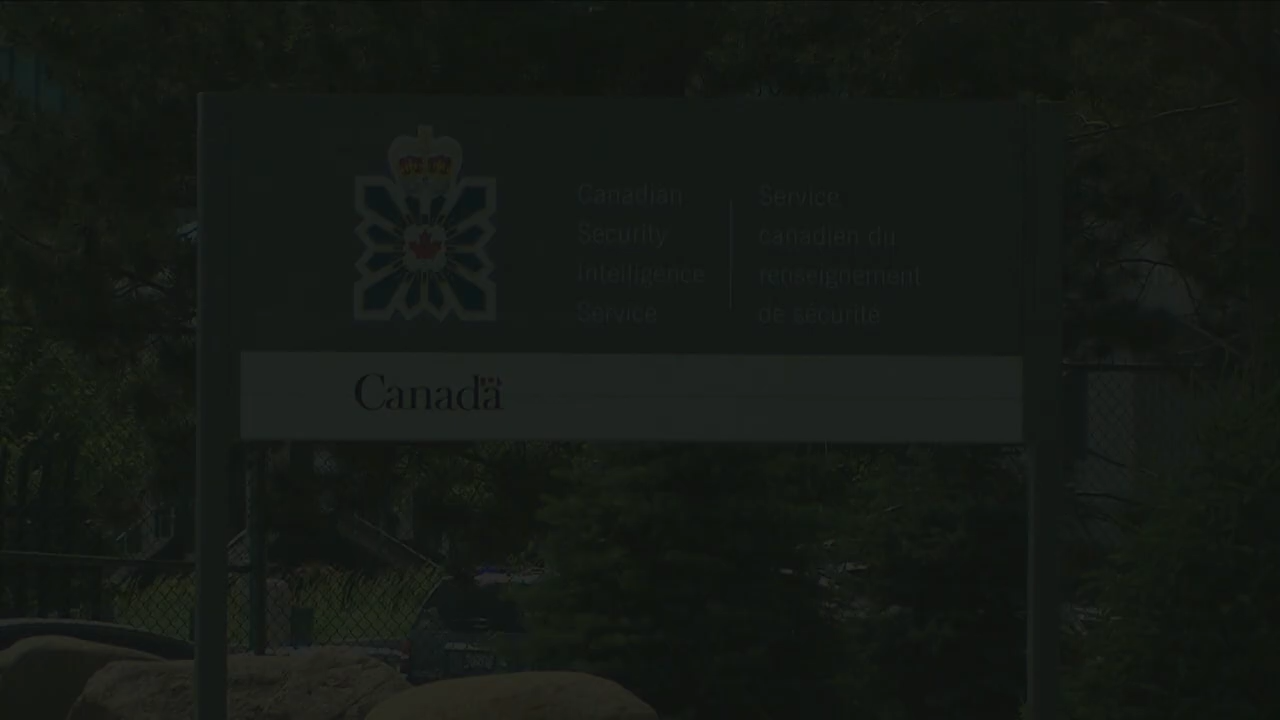 Canadian
Security
Intelligence
Service
Service
canadien du
renseignement
de sécurité
Canada